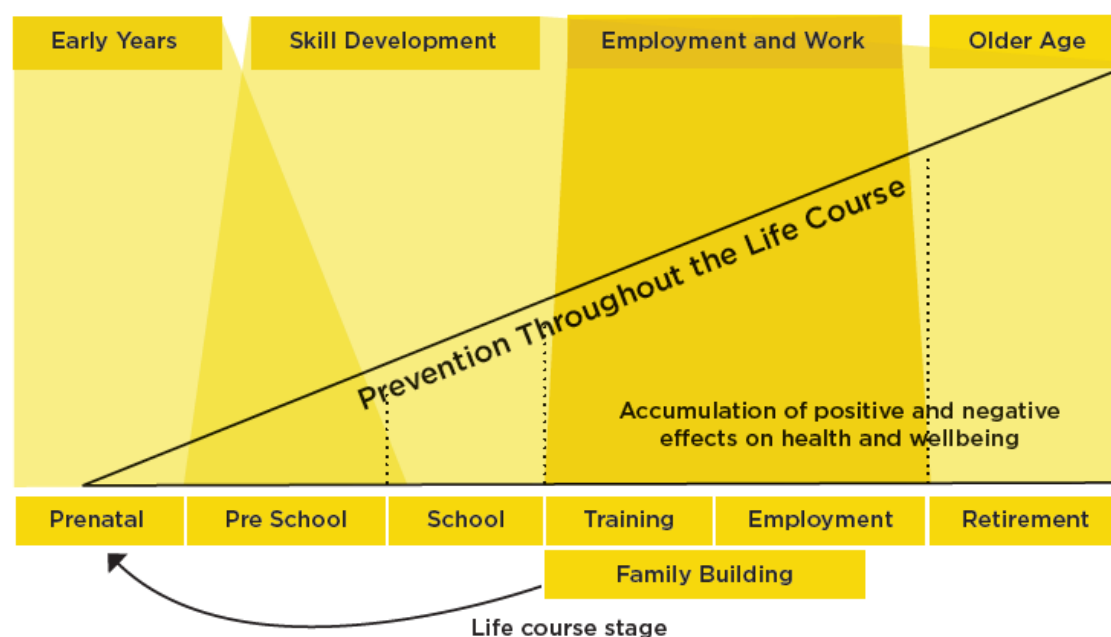 Early Years
Skill Development
Employment and Work
Older Age
Prevention Throughout the Life Course
Accumulation of positive and negative
effects on health and wellbeing
Prenatal
Pre School
School
Training
Employment
Retirement
Family Building
Life course stage